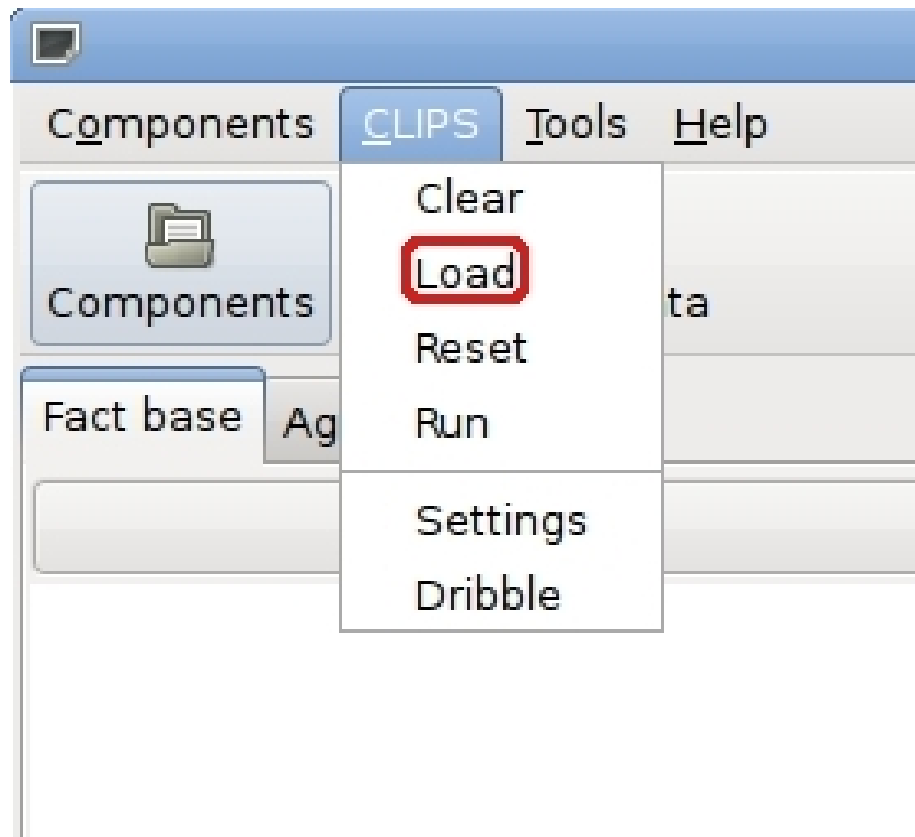 Components CLIPS Tools Help
Clear
Load
Components ta
Reset
Fact base Ag
Run
Settings
Dribble